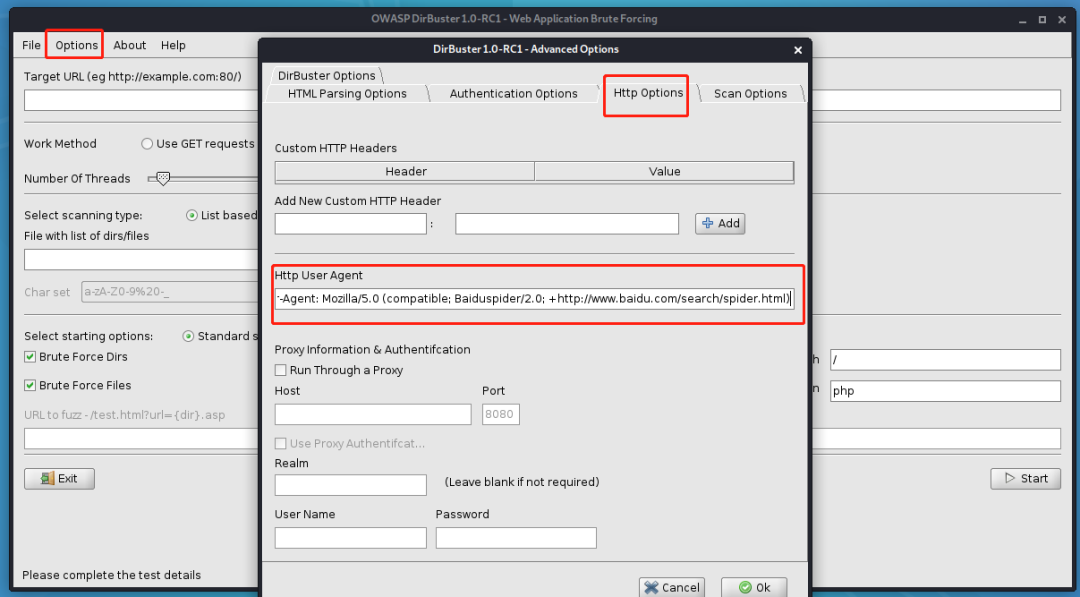 OWASP DirBuster 1.0-RC1 - Web Application Brute Forcing
File Options About Help
Target URL (eg http://example.com:80/)
Work Method
Use GET requests
Number Of Threads
Select scanning type:
List based
File with list of dirs/files
Char set
a-zA-Z0-9%20-_
Select starting options:
Standard s
Brute Force Dirs
/
Brute Force Files
php
URL to fuzz - /test.html?url={dir}.asp
Exit
Start
Please complete the test details
DirBuster 1.0-RC1 - Advanced Options
DirBuster Options
HTML Parsing Options
Authentication Options
Http Options
Scan Options
Custom HTTP Headers
Header
Value
Add New Custom HTTP Header
:
Add
Http User Agent
-Agent: Mozilla/5.0 (compatible; Baiduspider/2.0; +http://www.baidu.com/search/spider.html)
Proxy Information & Authentifcation
Run Through a Proxy
Host
Port
8080
Use Proxy Authentifcat...
Realm
(Leave blank if not required)
User Name
Password
Cancel
Ok